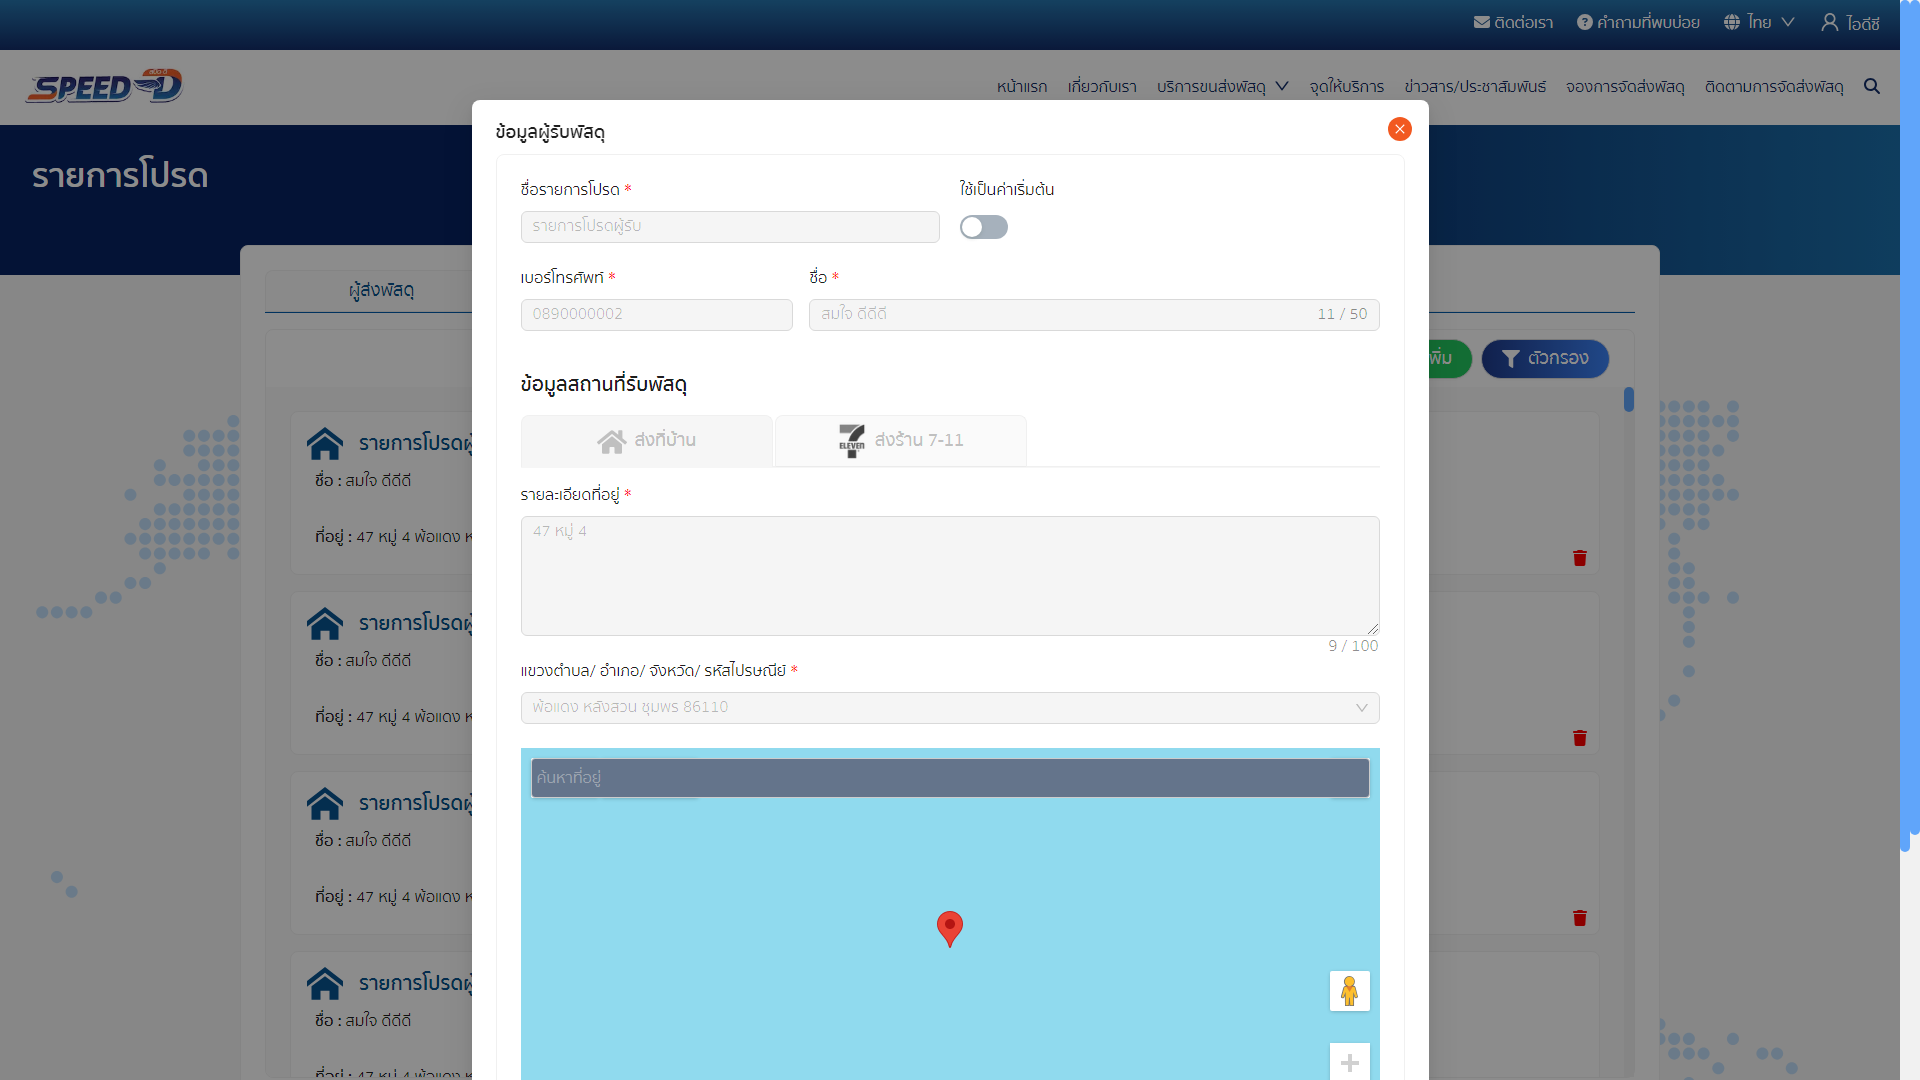 ติดต่อเรา คำถามที่พบบ่อย ไทย ไอดีซี
SPEED D
หน้าแรก เกี่ยวกับเรา บริการขนส่งพัสดุ จุดให้บริการ ข่าวสาร/ประชาสัมพันธ์ จองการจัดส่งพัสดุ ติดตามการจัดส่งพัสดุ
รายการโปรด
ผู้ส่งพัสดุ
ตัวกรอง
ข้อมูลผู้รับพัสดุ
ชื่อรายการโปรด * ใช้เป็นค่าเริ่มต้น
รายการโปรดผู้รับ
เบอร์โทรศัพท์ * ชื่อ *
0890000002 สมใจ ดีดีดี 11 / 50
ข้อมูลสถานที่รับพัสดุ
ส่งที่บ้าน 7 ELEVEN ส่งร้าน 7-11
รายละเอียดที่อยู่ *
47 หมู่ 4
9 / 100
แขวงตำบล/ อำเภอ/ จังหวัด/ รหัสไปรษณีย์ *
พ้อแดง หลังสวน ชุมพร 86110
ค้นหาที่อยู่
รายการโปรดผู้
ชื่อ : สมใจ ดีดีดี
ที่อยู่ : 47 หมู่ 4 พ้อแดง ห
รายการโปรดผู้
ชื่อ : สมใจ ดีดีดี
ที่อยู่ : 47 หมู่ 4 พ้อแดง ห
รายการโปรดผู้
ชื่อ : สมใจ ดีดีดี
ที่อยู่ : 47 หมู่ 4 พ้อแดง ห
รายการโปรดผู้
ชื่อ : สมใจ ดีดีดี
ที่อยู่ : 47 หมู่ 4 พ้อแดง ห